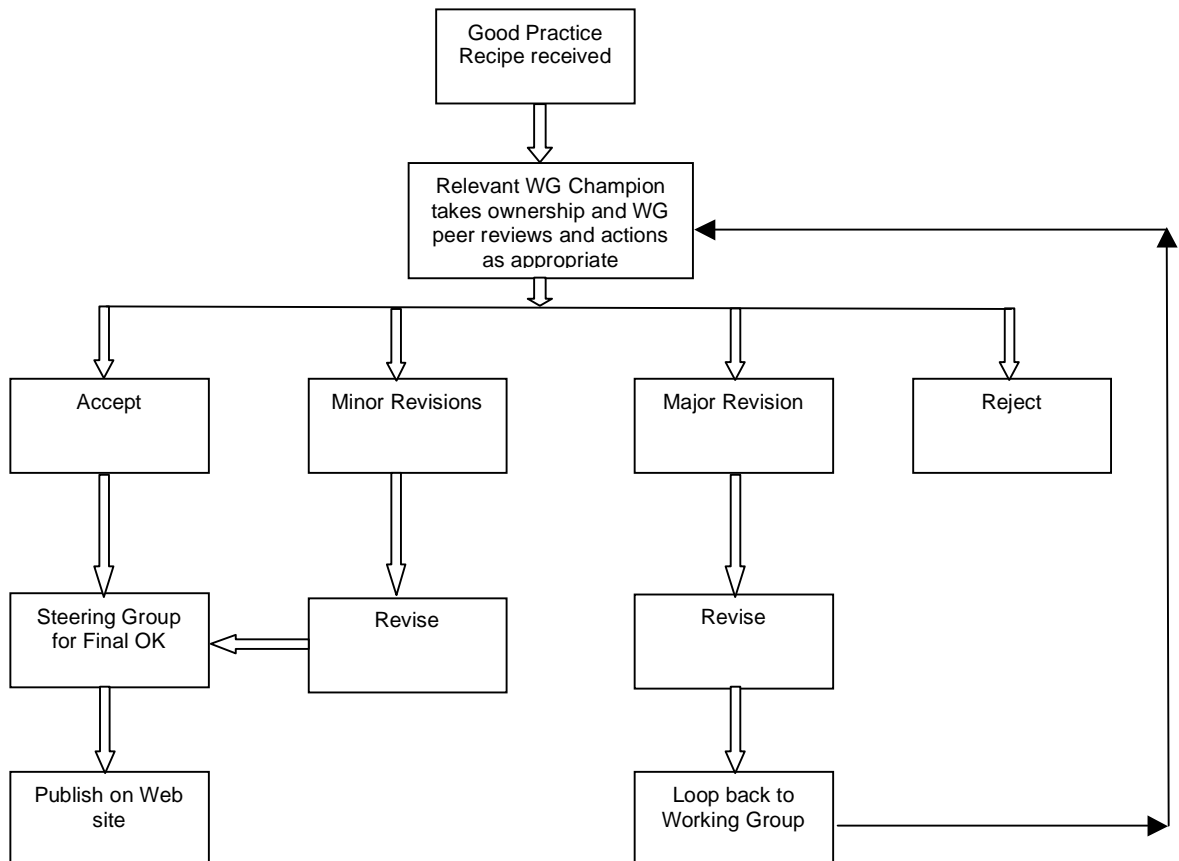 Good Practice
Recipe received
Relevant WG Champion
takes ownership and WG
peer reviews and actions
as appropriate
Accept
Minor Revisions
Major Revision
Reject
Steering Group
for Final OK
Revise
Revise
Publish on Web
site
Loop back to
Working Group